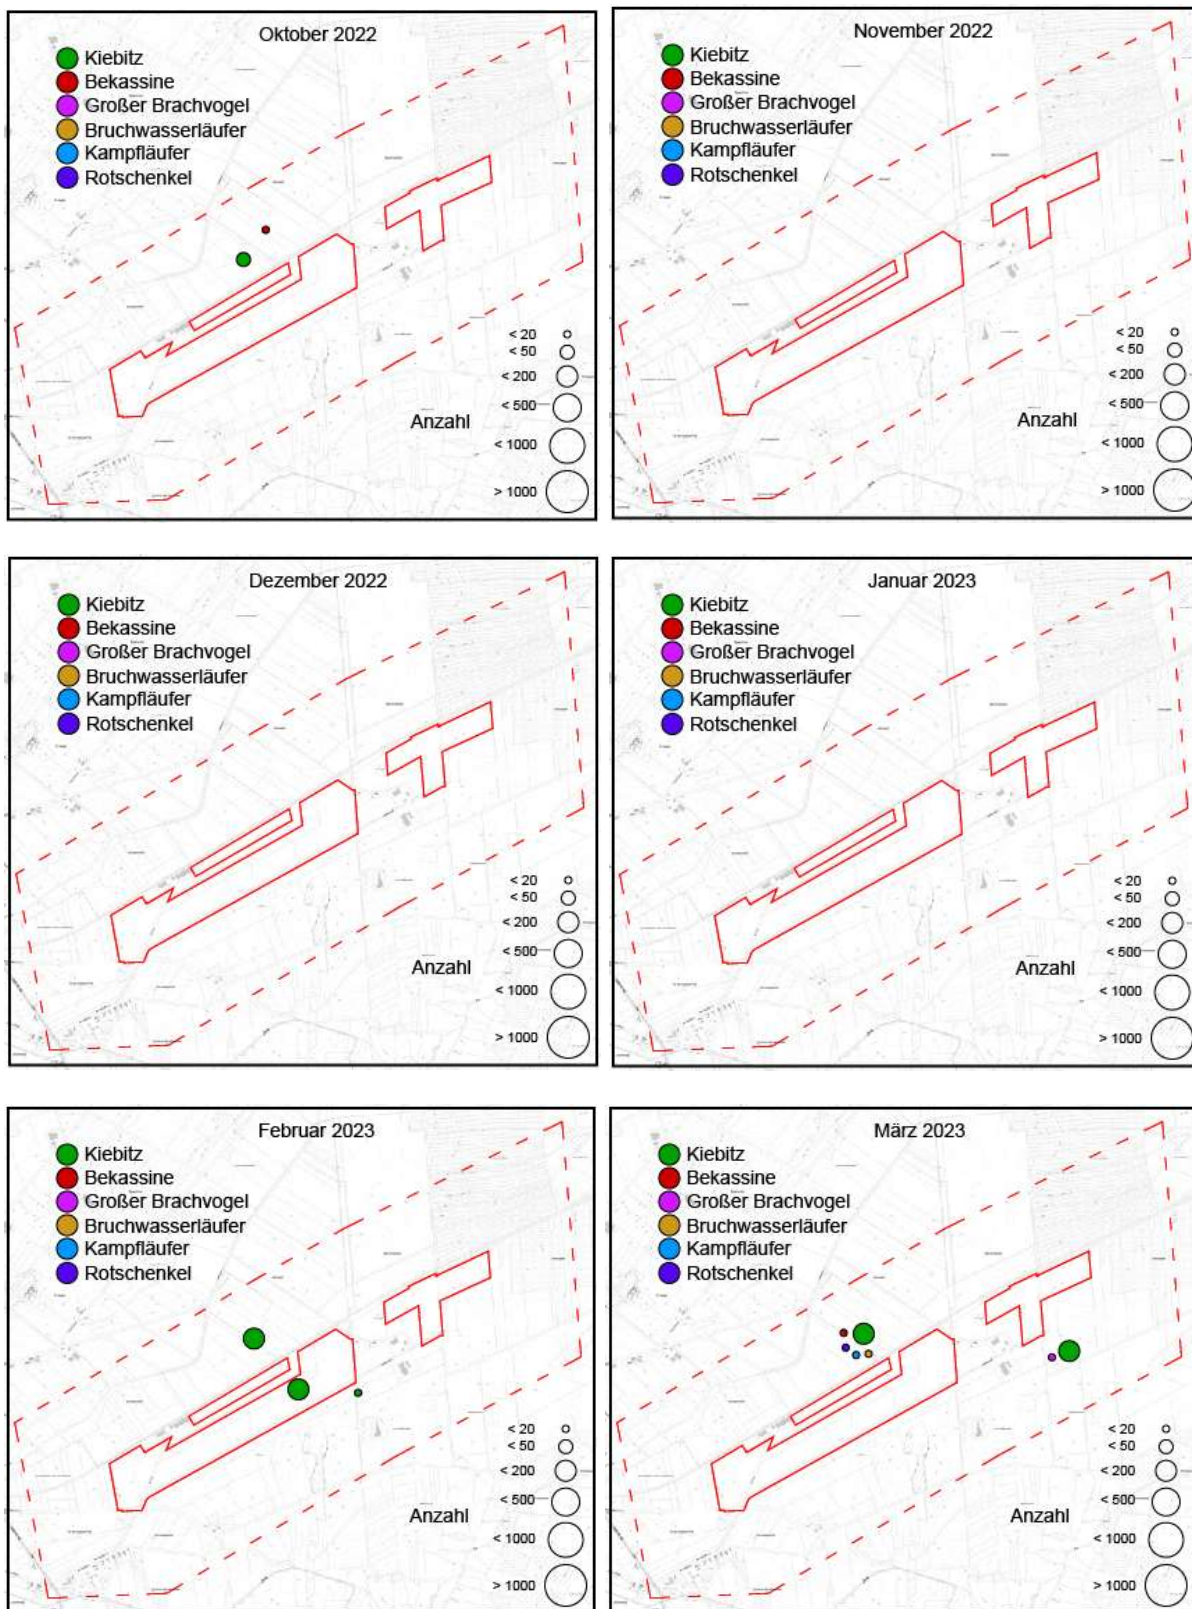 Oktober 2022
Kiebitz
Bekassine
Großer Brachvogel
Bruchwasserläufer
Kampfläufer
Rotschenkel
< 20
< 50
< 200
< 500
Anzahl
< 1000
> 1000
November 2022
Kiebitz
Bekassine
Großer Brachvogel
Bruchwasserläufer
Kampfläufer
Rotschenkel
< 20
< 50
< 200
< 500
Anzahl
< 1000
> 1000
Dezember 2022
Kiebitz
Bekassine
Großer Brachvogel
Bruchwasserläufer
Kampfläufer
Rotschenkel
< 20
< 50
< 200
< 500
Anzahl
< 1000
> 1000
Januar 2023
Kiebitz
Bekassine
Großer Brachvogel
Bruchwasserläufer
Kampfläufer
Rotschenkel
< 20
< 50
< 200
< 500
Anzahl
< 1000
> 1000
Februar 2023
Kiebitz
Bekassine
Großer Brachvogel
Bruchwasserläufer
Kampfläufer
Rotschenkel
< 20
< 50
< 200
< 500
Anzahl
< 1000
> 1000
März 2023
Kiebitz
Bekassine
Großer Brachvogel
Bruchwasserläufer
Kampfläufer
Rotschenkel
< 20
< 50
< 200
< 500
Anzahl
< 1000
> 1000